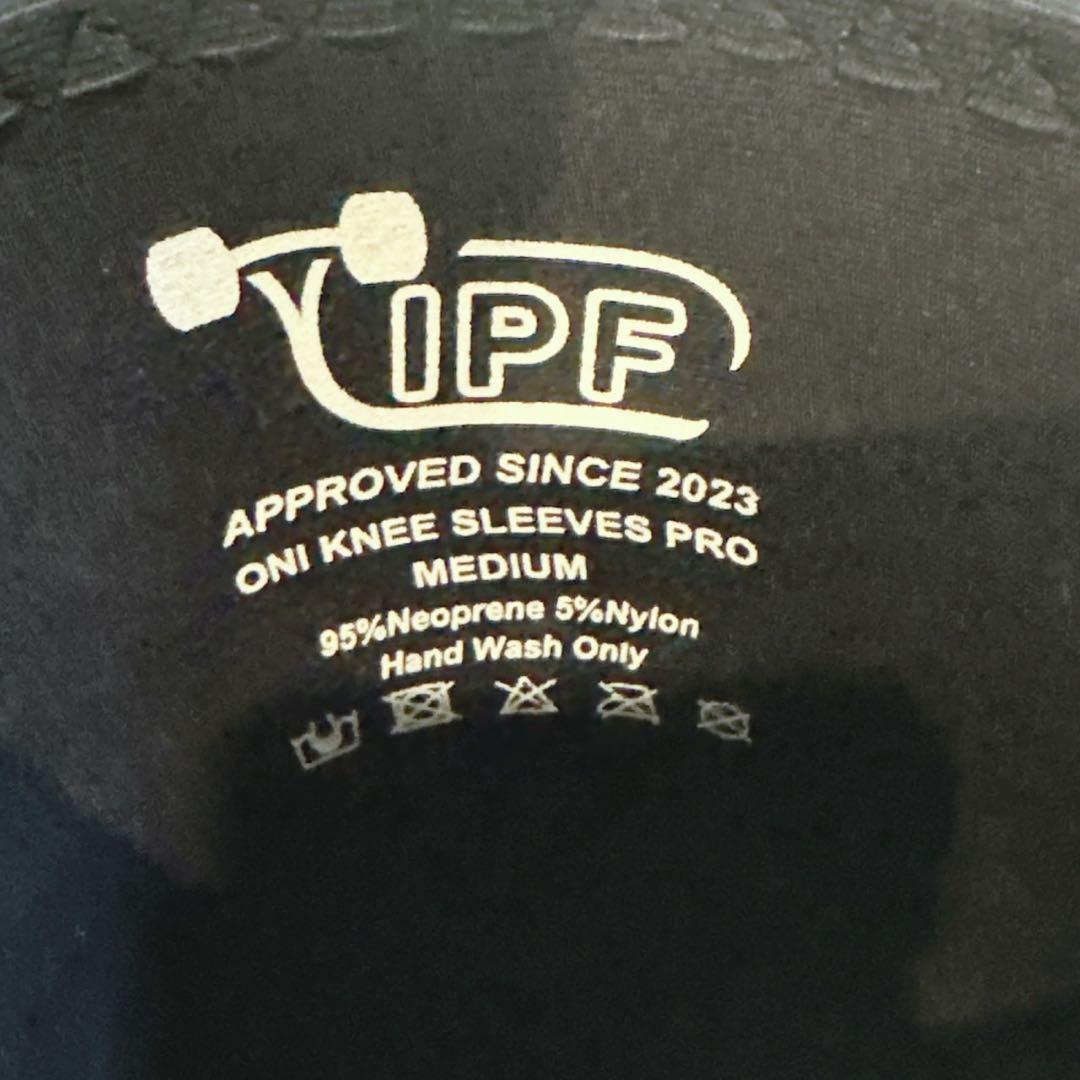 IPF
APPROVED SINCE 2023
ONI KNEE SLEEVES PRO
MEDIUM
95%Neoprene 5%Nylon
Hand Wash Only